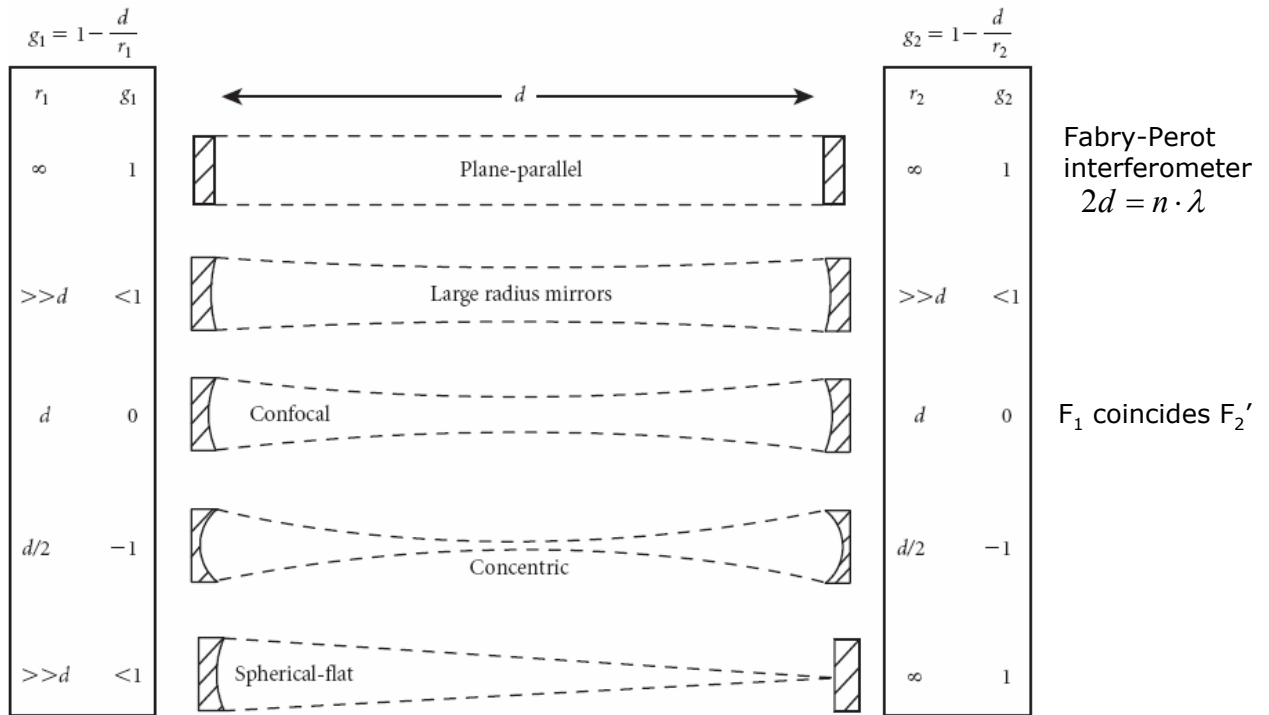 g₁ = 1 − d/r₁
g₂ = 1 − d/r₂
r₁ g₁
d
r₂ g₂
∞ 1
Plane-parallel
∞ 1
Fabry-Perot
interferometer
2d = n · λ
>>d <1
Large radius mirrors
>>d <1
d 0
Confocal
d 0
F₁ coincides F₂′
d/2 −1
Concentric
d/2 −1
>>d <1
Spherical-flat
∞ 1